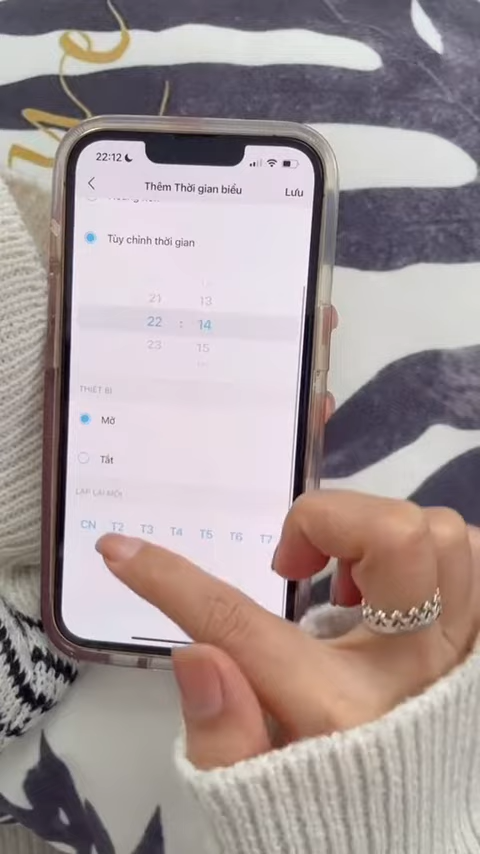 22:12
Thêm Thời gian biểu
Lưu
Tùy chỉnh thời gian
21 13
22 : 14
23 15
THIẾT BỊ
Mở
Tắt
LẶP LẠI MỖI
CN T2 T3 T4 T5 T6 T7